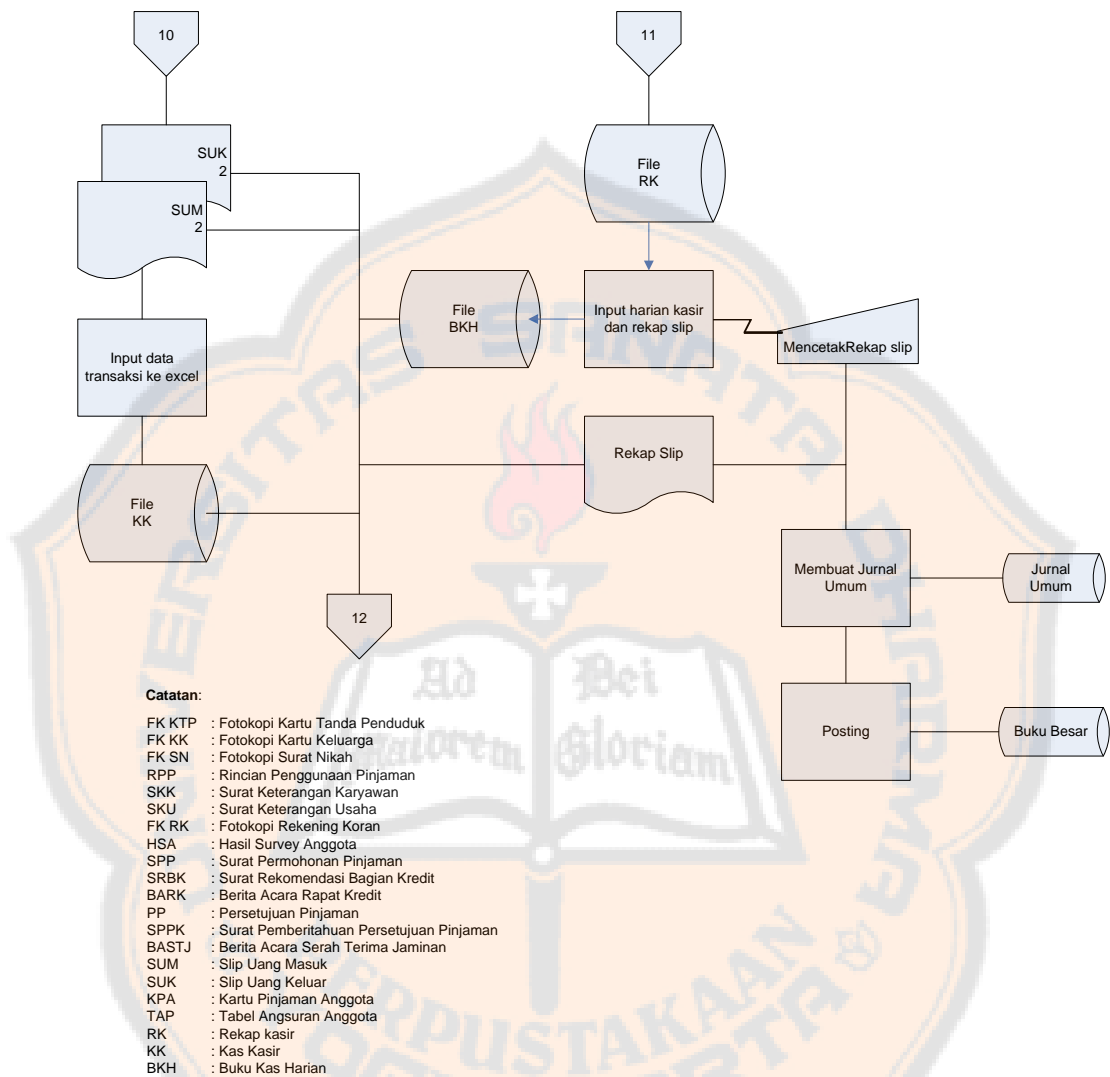 10
11
SUK
2
SUM
2
File
RK
File
BKH
Input harian kasir
dan rekap slip
MencetakRekap slip
Input data
transaksi ke excel
Rekap Slip
File
KK
Membuat Jurnal
Umum
Jurnal
Umum
12
Posting
Buku Besar
Catatan:
FK KTP : Fotokopi Kartu Tanda Penduduk
FK KK : Fotokopi Kartu Keluarga
FK SN : Fotokopi Surat Nikah
RPP : Rincian Penggunaan Pinjaman
SKK : Surat Keterangan Karyawan
SKU : Surat Keterangan Usaha
FK RK : Fotokopi Rekening Koran
HSA : Hasil Survey Anggota
SPP : Surat Permohonan Pinjaman
SRBK : Surat Rekomendasi Bagian Kredit
BARK : Berita Acara Rapat Kredit
PP : Persetujuan Pinjaman
SPPK : Surat Pemberitahuan Persetujuan Pinjaman
BASTJ : Berita Acara Serah Terima Jaminan
SUM : Slip Uang Masuk
SUK : Slip Uang Keluar
KPA : Kartu Pinjaman Anggota
TAP : Tabel Angsuran Anggota
RK : Rekap kasir
KK : Kas Kasir
BKH : Buku Kas Harian
UNIVERSITAS SANATA DHARMA
PERPUSTAKAAN
Ad
Maiorem
Dei
Gloriam